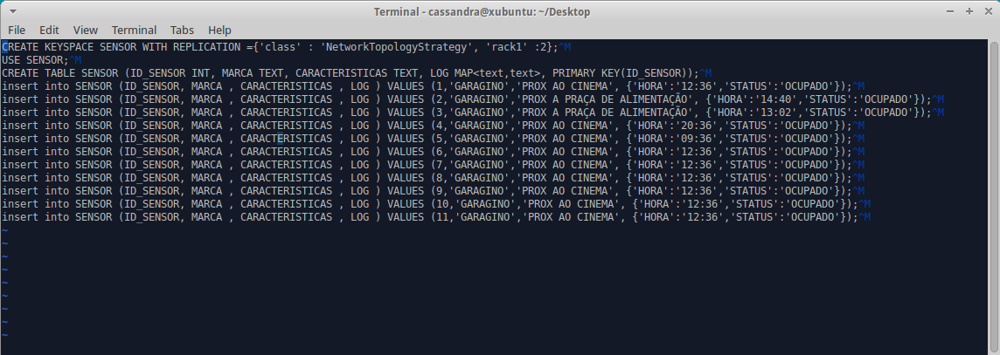 Terminal - cassandra@xubuntu: ~/Desktop
File Edit View Terminal Tabs Help
CREATE KEYSPACE SENSOR WITH REPLICATION ={'class' : 'NetworkTopologyStrategy', 'rack1' :2};^M
USE SENSOR;^M
CREATE TABLE SENSOR (ID_SENSOR INT, MARCA TEXT, CARACTERISTICAS TEXT, LOG MAP<text,text>, PRIMARY KEY(ID_SENSOR));^M
insert into SENSOR (ID_SENSOR, MARCA , CARACTERISTICAS , LOG ) VALUES (1,'GARAGINO','PROX AO CINEMA', {'HORA':'12:36','STATUS':'OCUPADO'});^M
insert into SENSOR (ID_SENSOR, MARCA , CARACTERISTICAS , LOG ) VALUES (2,'GARAGINO','PROX A PRAÇA DE ALIMENTAÇÃO', {'HORA':'14:40','STATUS':'OCUPADO'});^M
insert into SENSOR (ID_SENSOR, MARCA , CARACTERISTICAS , LOG ) VALUES (3,'GARAGINO','PROX A PRAÇA DE ALIMENTAÇÃO', {'HORA':'13:02','STATUS':'OCUPADO'});^M
insert into SENSOR (ID_SENSOR, MARCA , CARACTERISTICAS , LOG ) VALUES (4,'GARAGINO','PROX AO CINEMA', {'HORA':'20:36','STATUS':'OCUPADO'});^M
insert into SENSOR (ID_SENSOR, MARCA , CARACTERISTICAS , LOG ) VALUES (5,'GARAGINO','PROX AO CINEMA', {'HORA':'09:36','STATUS':'OCUPADO'});^M
insert into SENSOR (ID_SENSOR, MARCA , CARACTERISTICAS , LOG ) VALUES (6,'GARAGINO','PROX AO CINEMA', {'HORA':'12:36','STATUS':'OCUPADO'});^M
insert into SENSOR (ID_SENSOR, MARCA , CARACTERISTICAS , LOG ) VALUES (7,'GARAGINO','PROX AO CINEMA', {'HORA':'12:36','STATUS':'OCUPADO'});^M
insert into SENSOR (ID_SENSOR, MARCA , CARACTERISTICAS , LOG ) VALUES (8,'GARAGINO','PROX AO CINEMA', {'HORA':'12:36','STATUS':'OCUPADO'});^M
insert into SENSOR (ID_SENSOR, MARCA , CARACTERISTICAS , LOG ) VALUES (9,'GARAGINO','PROX AO CINEMA', {'HORA':'12:36','STATUS':'OCUPADO'});^M
insert into SENSOR (ID_SENSOR, MARCA , CARACTERISTICAS , LOG ) VALUES (10,'GARAGINO','PROX AO CINEMA', {'HORA':'12:36','STATUS':'OCUPADO'});^M
insert into SENSOR (ID_SENSOR, MARCA , CARACTERISTICAS , LOG ) VALUES (11,'GARAGINO','PROX AO CINEMA', {'HORA':'12:36','STATUS':'OCUPADO'});^M
~
~
~
~
~
~
~
~
~